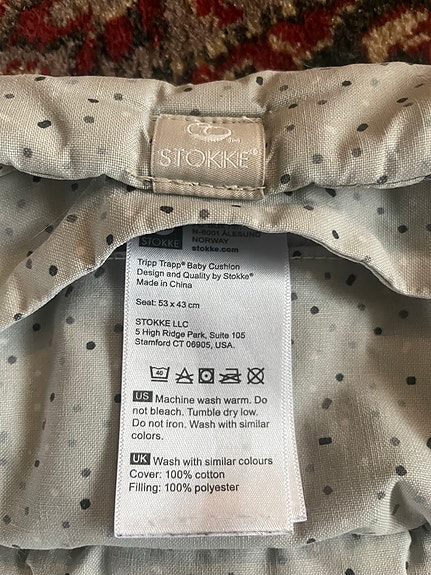 STOKKE®
STOKKE
N-6001 ÅLESUND
NORWAY
stokke.com
Tripp Trapp® Baby Cushion
Design and Quality by Stokke®
Made in China
Seat: 53 x 43 cm
STOKKE LLC
5 High Ridge Park, Suite 105
Stamford CT 06905, USA.
40
US Machine wash warm. Do
not bleach. Tumble dry low.
Do not iron. Wash with similar
colors.
UK Wash with similar colours
Cover: 100% cotton
Filling: 100% polyester